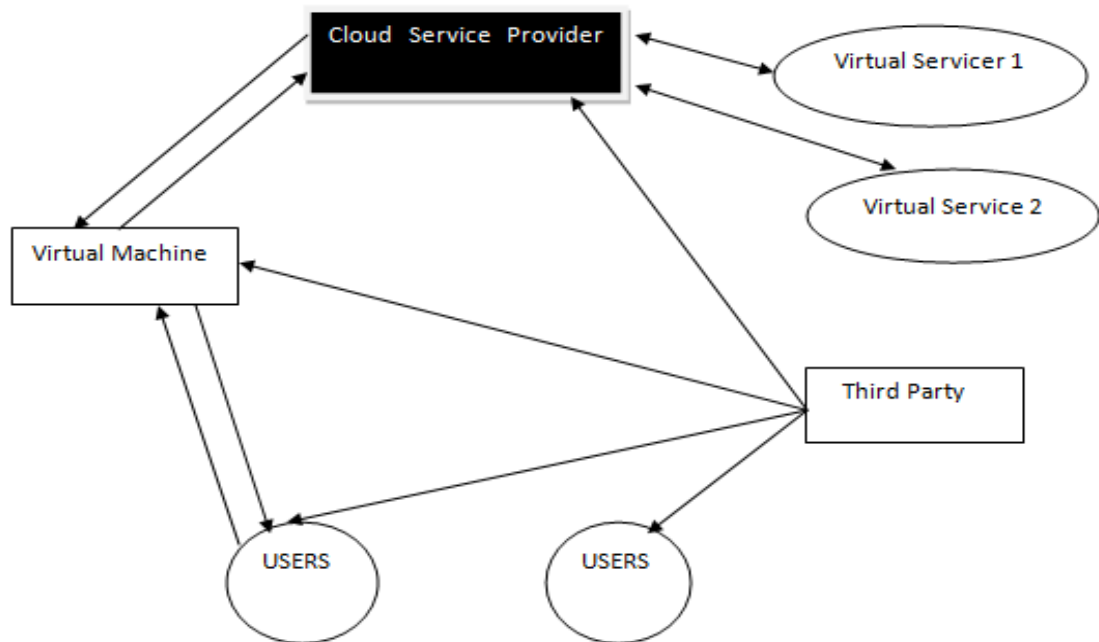 Cloud Service Provider
Virtual Servicer 1
Virtual Service 2
Virtual Machine
Third Party
USERS
USERS